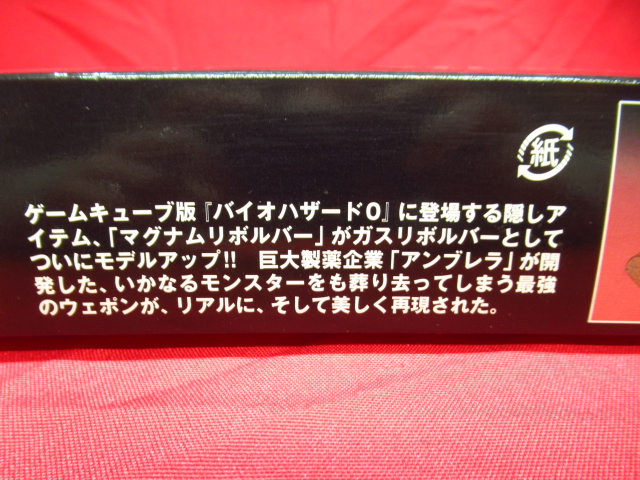 紙
ゲームキューブ版『バイオハザード0』に登場する隠しア
イテム、「マグナムリボルバー」がガスリボルバーとして
ついにモデルアップ!! 巨大製薬企業「アンブレラ」が開
発した、いかなるモンスターをも葬り去ってしまう最強
のウェポンが、リアルに、そして美しく再現された。